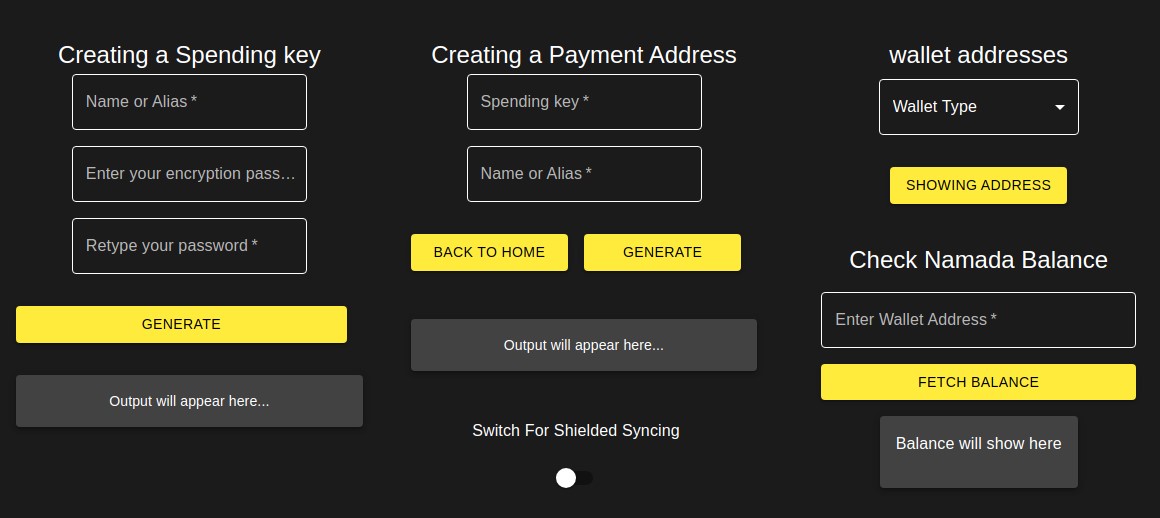 Creating a Spending key
Name or Alias *
Enter your encryption pass...
Retype your password *
GENERATE
Output will appear here...
Creating a Payment Address
Spending key *
Name or Alias *
BACK TO HOME
GENERATE
Output will appear here...
Switch For Shielded Syncing
wallet addresses
Wallet Type
SHOWING ADDRESS
Check Namada Balance
Enter Wallet Address *
FETCH BALANCE
Balance will show here